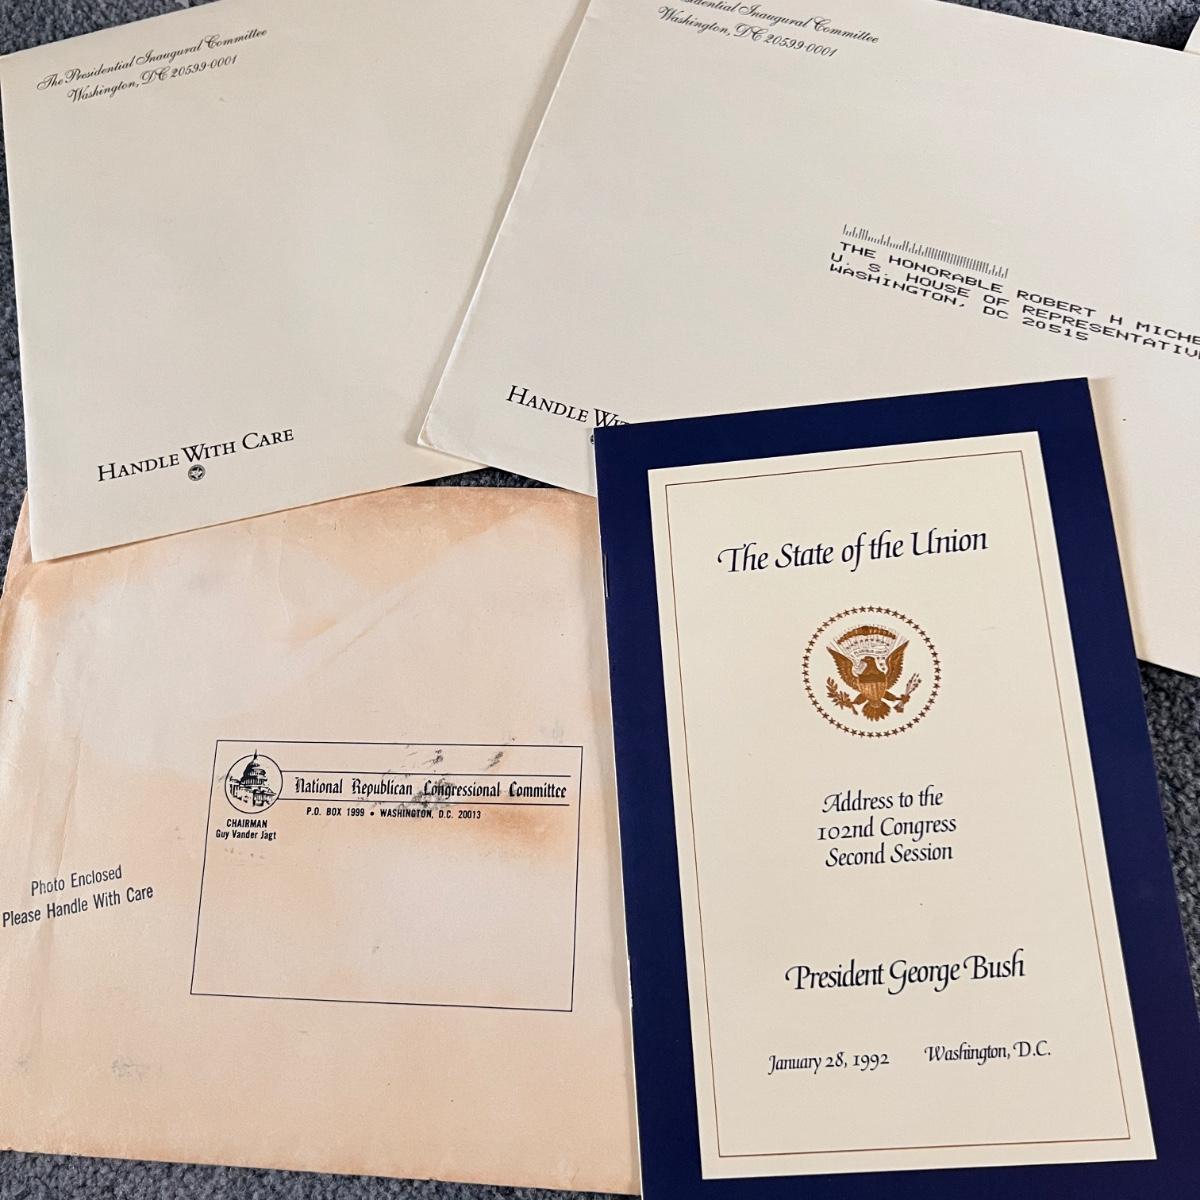 The Presidential Inaugural Committee
Washington, DC 20599-0001
HANDLE WITH CARE
Inaugural Committee
Washington, DC 20599-0001
THE HONORABLE ROBERT H
U. S. HOUSE OF
WASHINGTON, DC 20515
HANDLE
National Republican Congressional Committee
P.O. BOX 1999 • WASHINGTON, D.C. 20013
CHAIRMAN
Guy Vander Jagt
Photo Enclosed
Please Handle With Care
The State of the Union
Address to the
102nd Congress
Second Session
President George Bush
January 28, 1992 Washington, D.C.